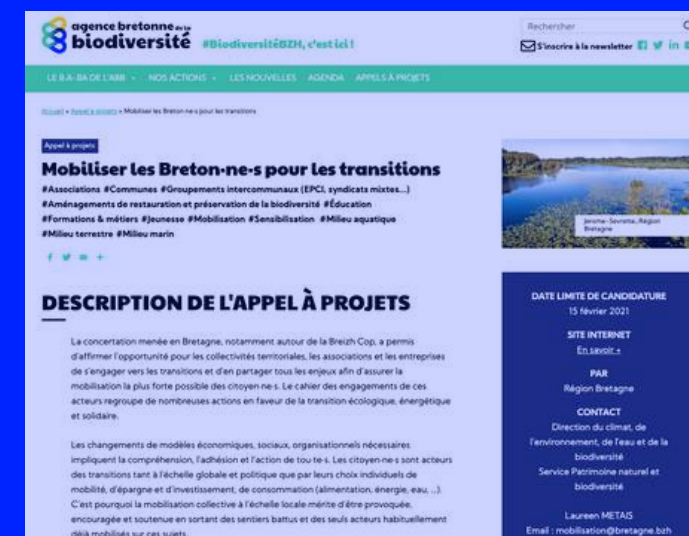 agence bretonne de la
biodiversité
#BiodiversitéBZH, c'est ici !
Rechercher
S'inscrire à la newsletter
LE B.A-BA DE L'ABB
NOS ACTIONS
LES NOUVELLES
AGENDA
APPELS À PROJETS
Accueil » Appel à projets » Mobiliser les Breton·ne·s pour les transitions
Appel à projets
Mobiliser les Breton·ne·s pour les transitions
#Associations #Communes #Groupements intercommunaux (EPCI, syndicats mixtes...)
#Aménagements de restauration et préservation de la biodiversité #Éducation
#Formations & métiers #Jeunesse #Mobilisation #Sensibilisation #Milieu aquatique
#Milieu terrestre #Milieu marin
Jerome-Sevrette, Région
Bretagne
DESCRIPTION DE L'APPEL À PROJETS
La concertation menée en Bretagne, notamment autour de la Breizh Cop, a permis
d'affirmer l'opportunité pour les collectivités territoriales, les associations et les entreprises
de s'engager vers les transitions et d'en partager tous les enjeux afin d'assurer la
mobilisation la plus forte possible des citoyen·ne·s. Le cahier des engagements de ces
acteurs regroupe de nombreuses actions en faveur de la transition écologique, énergétique
et solidaire.
Les changements de modèles économiques, sociaux, organisationnels nécessaires
impliquent la compréhension, l'adhésion et l'action de tou·te·s. Les citoyen·ne·s sont acteurs
des transitions tant à l'échelle globale et politique que par leurs choix individuels de
mobilité, d'épargne et d'investissement, de consommation (alimentation, énergie, eau, ...).
C'est pourquoi la mobilisation collective à l'échelle locale mérite d'être provoquée,
encouragée et soutenue en sortant des sentiers battus et des seuls acteurs habituellement
déjà mobilisés sur ces sujets.
DATE LIMITE DE CANDIDATURE
15 février 2021
SITE INTERNET
En savoir +
PAR
Région Bretagne
CONTACT
Direction du climat, de
l'environnement, de l'eau et de la
biodiversité
Service Patrimoine naturel et
biodiversité
Laureen METAIS
Email : mobilisation@bretagne.bzh